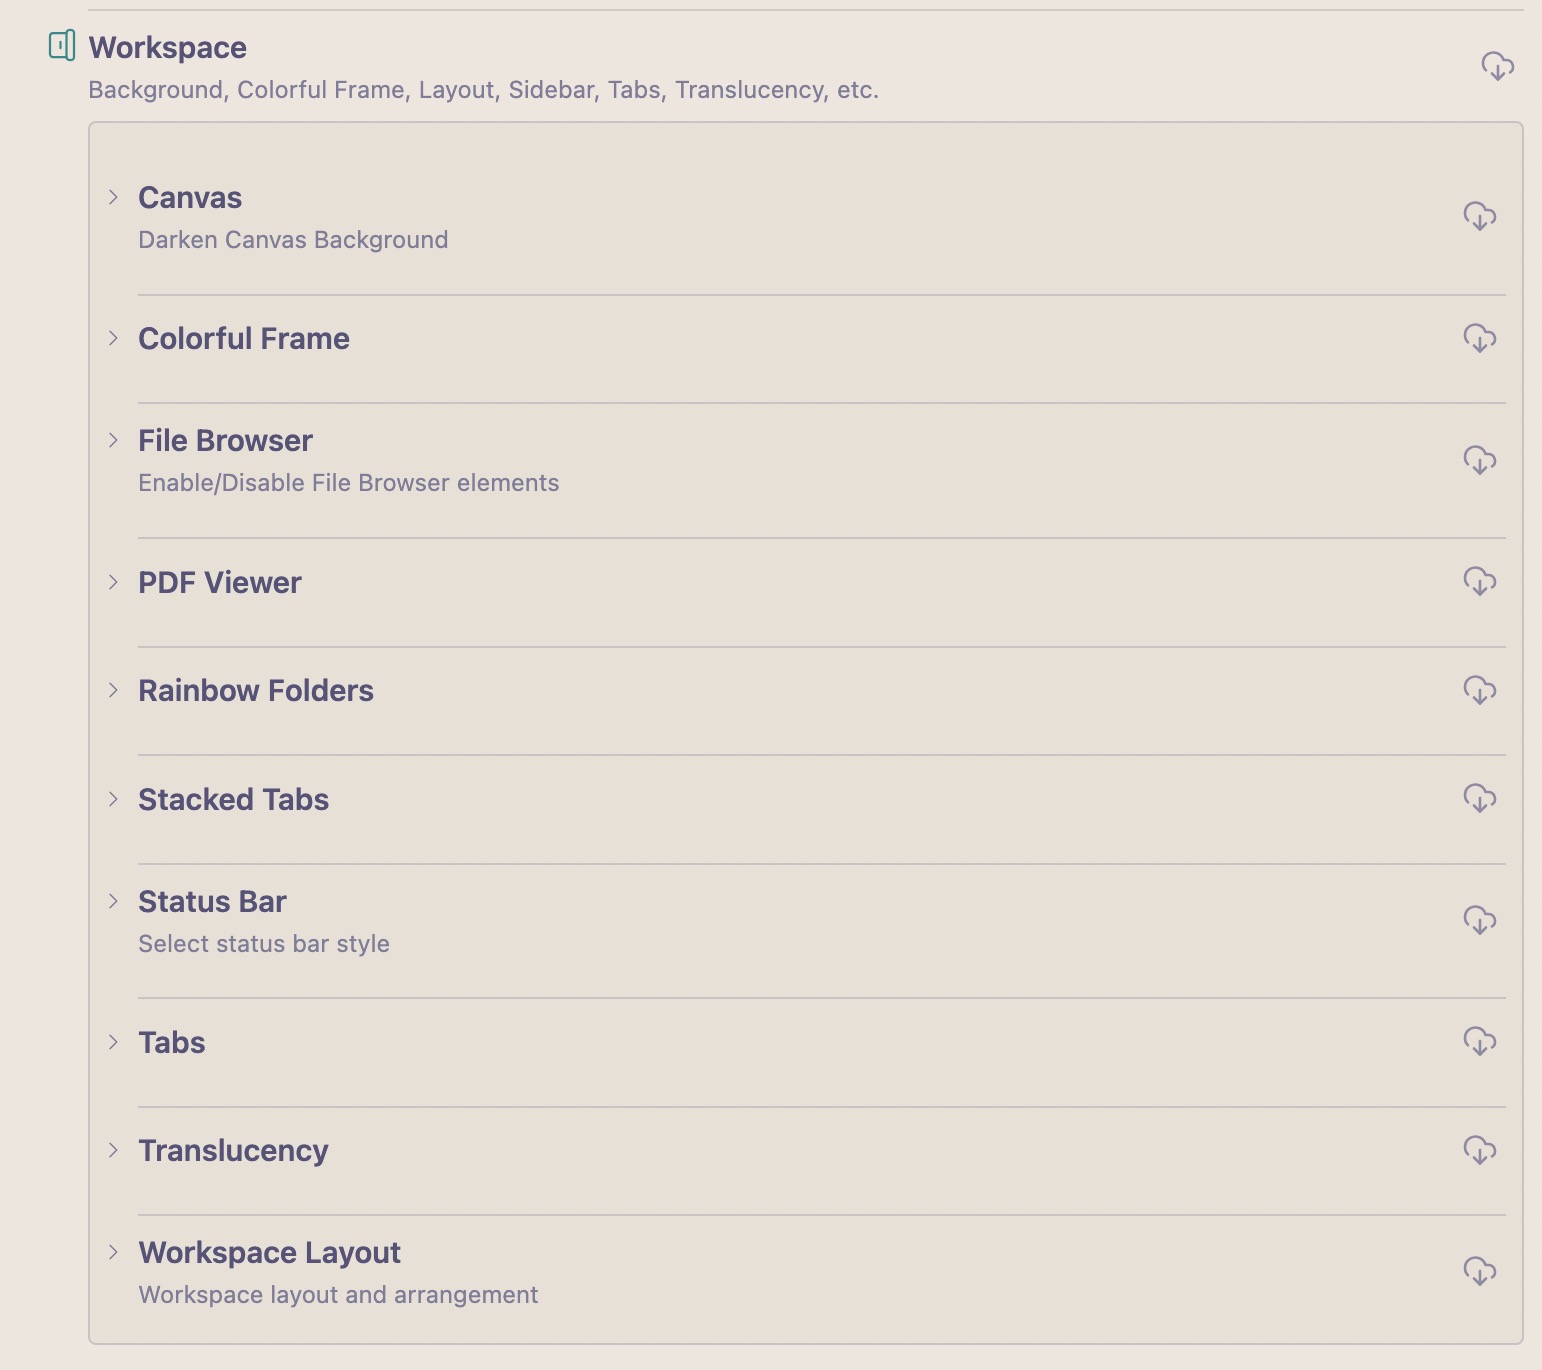 Workspace
Background, Colorful Frame, Layout, Sidebar, Tabs, Translucency, etc.
Canvas
Darken Canvas Background
Colorful Frame
File Browser
Enable/Disable File Browser elements
PDF Viewer
Rainbow Folders
Stacked Tabs
Status Bar
Select status bar style
Tabs
Translucency
Workspace Layout
Workspace layout and arrangement